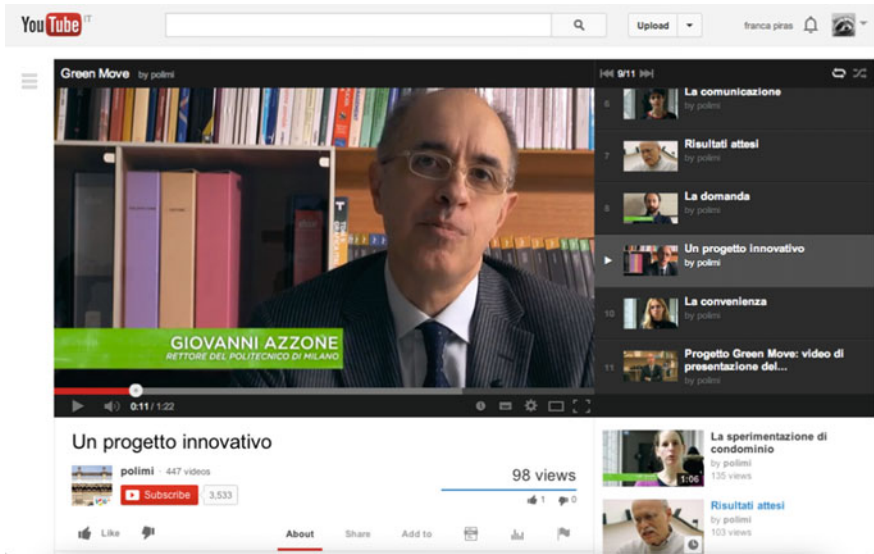 YouTube IT
Upload
franca piras
Green Move by polimi
9/11
6 La comunicazione
by polimi
7 Risultati attesi
by polimi
8 La domanda
by polimi
Un progetto innovativo
by polimi
10 La convenienza
by polimi
11 Progetto Green Move: video di
presentazione del...
by polimi
GIOVANNI AZZONE
RETTORE DEL POLITECNICO DI MILANO
0:11 / 1:22
Un progetto innovativo
polimi · 447 videos
Subscribe 3,533
98 views
1 0
Like
About Share Add to
La sperimentazione di
condominio
by polimi
135 views
1:06
Risultati attesi
by polimi
103 views